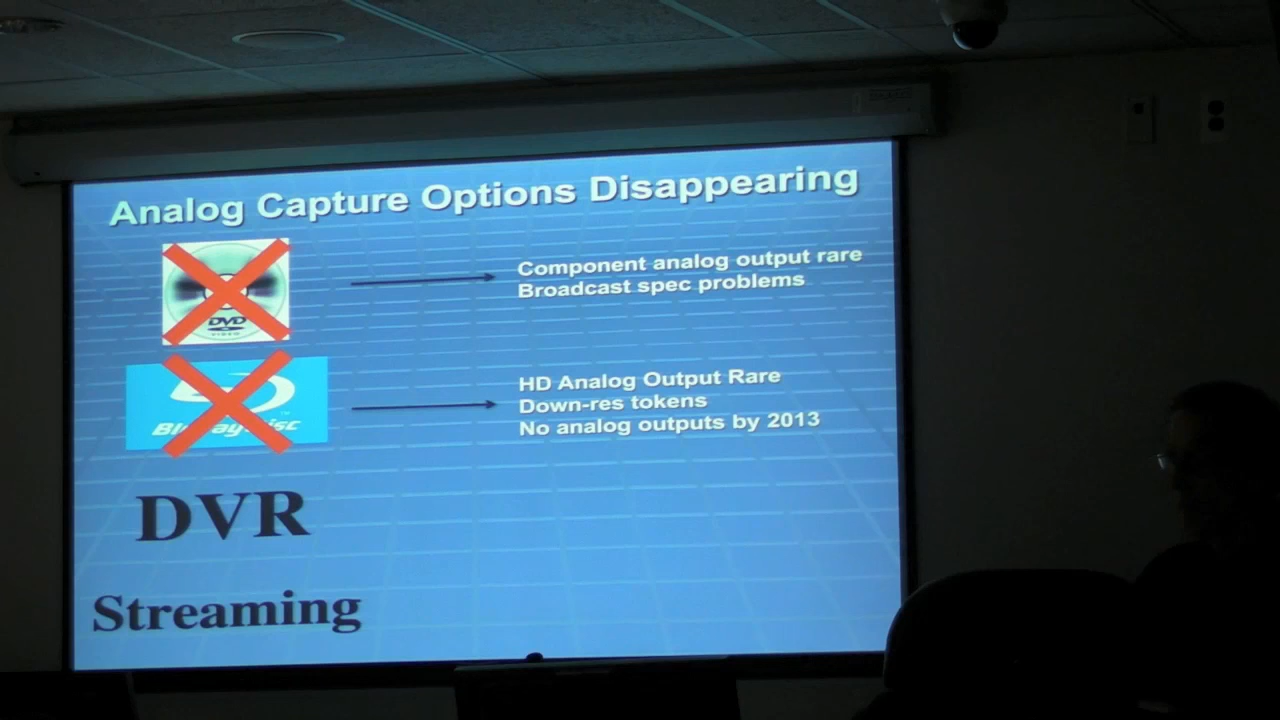 Analog Capture Options Disappearing
Component analog output rare
Broadcast spec problems
DVD
VIDEO
HD Analog Output Rare
Down-res tokens
No analog outputs by 2013
DVR
Streaming